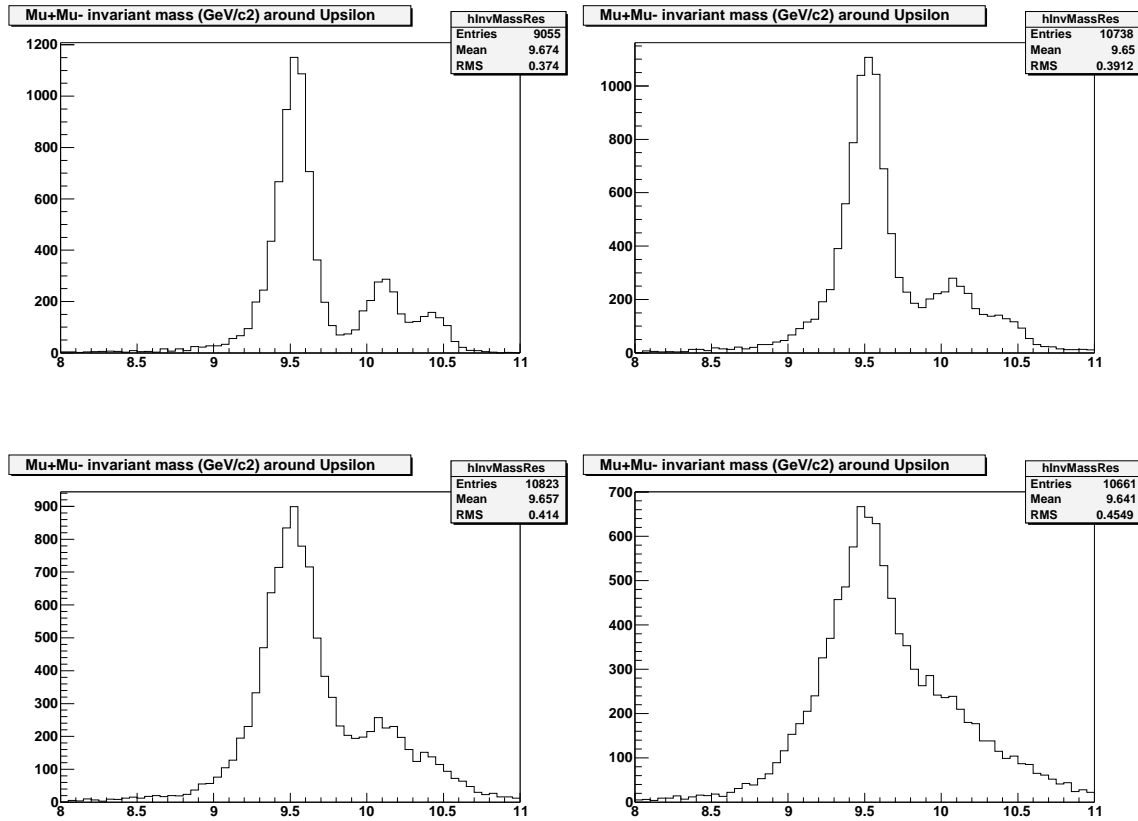 Mu+Mu- invariant mass (GeV/c2) around Upsilon
hInvMassRes
Entries 9055
Mean 9.674
RMS 0.374
1200
1000
800
600
400
200
0
8 8.5 9 9.5 10 10.5 11
Mu+Mu- invariant mass (GeV/c2) around Upsilon
hInvMassRes
Entries 10738
Mean 9.65
RMS 0.3912
1000
800
600
400
200
0
8 8.5 9 9.5 10 10.5 11
Mu+Mu- invariant mass (GeV/c2) around Upsilon
hInvMassRes
Entries 10823
Mean 9.657
RMS 0.414
900
800
700
600
500
400
300
200
100
0
8 8.5 9 9.5 10 10.5 11
Mu+Mu- invariant mass (GeV/c2) around Upsilon
hInvMassRes
Entries 10661
Mean 9.641
RMS 0.4549
700
600
500
400
300
200
100
0
8 8.5 9 9.5 10 10.5 11